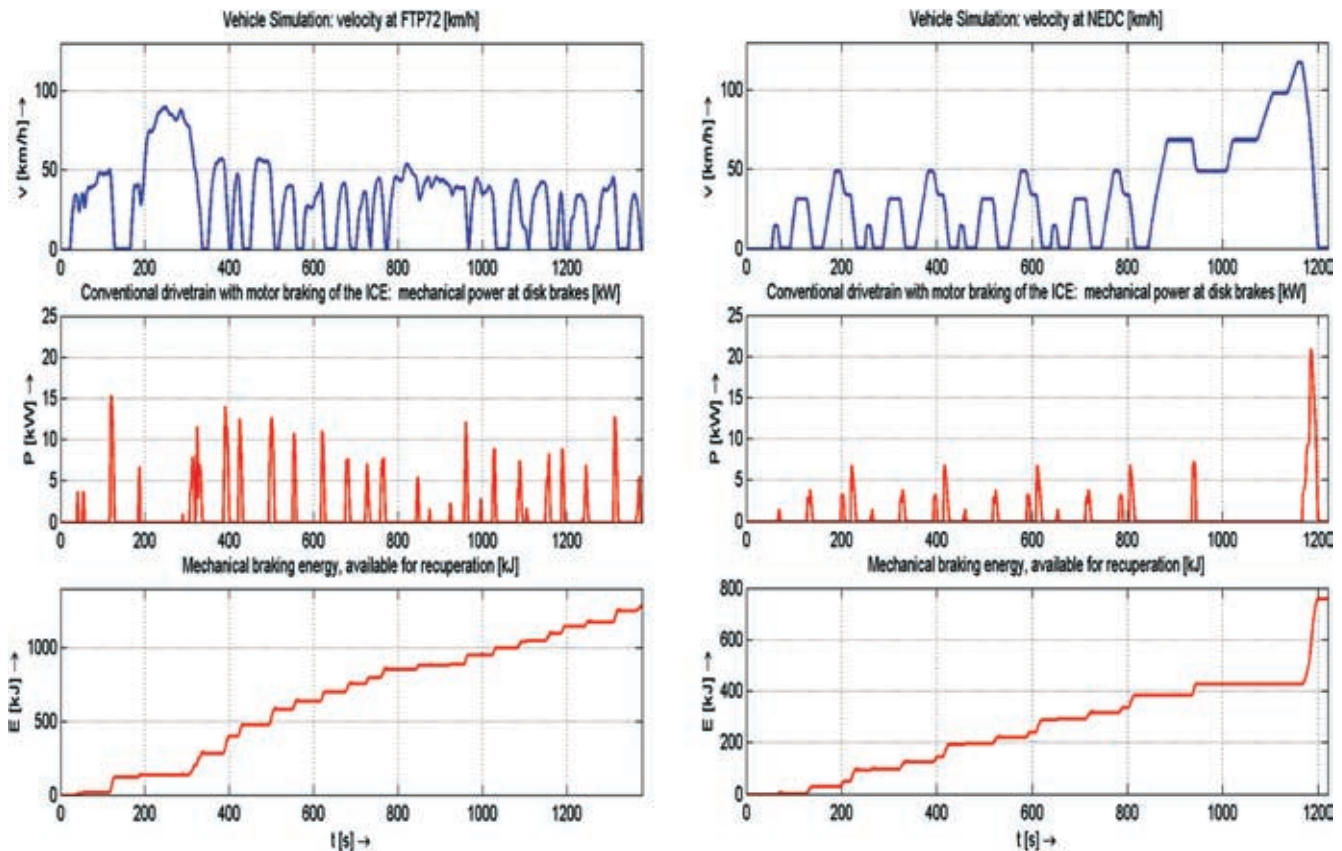 Vehicle Simulation: velocity at FTP72 [km/h]
v [km/h] →
100
50
0
0 200 400 600 800 1000 1200
Conventional drivetrain with motor braking of the ICE: mechanical power at disk brakes [kW]
P [kW] →
25
20
15
10
5
0
0 200 400 600 800 1000 1200
Mechanical braking energy, available for recuperation [kJ]
E [kJ] →
1000
500
0
0 200 400 600 800 1000 1200
t [s] →
Vehicle Simulation: velocity at NEDC [km/h]
v [km/h] →
100
50
0
0 200 400 600 800 1000 1200
Conventional drivetrain with motor braking of the ICE: mechanical power at disk brakes [kW]
P [kW] →
25
20
15
10
5
0
0 200 400 600 800 1000 1200
Mechanical braking energy, available for recuperation [kJ]
E [kJ] →
800
600
400
200
0
0 200 400 600 800 1000 1200
t [s] →